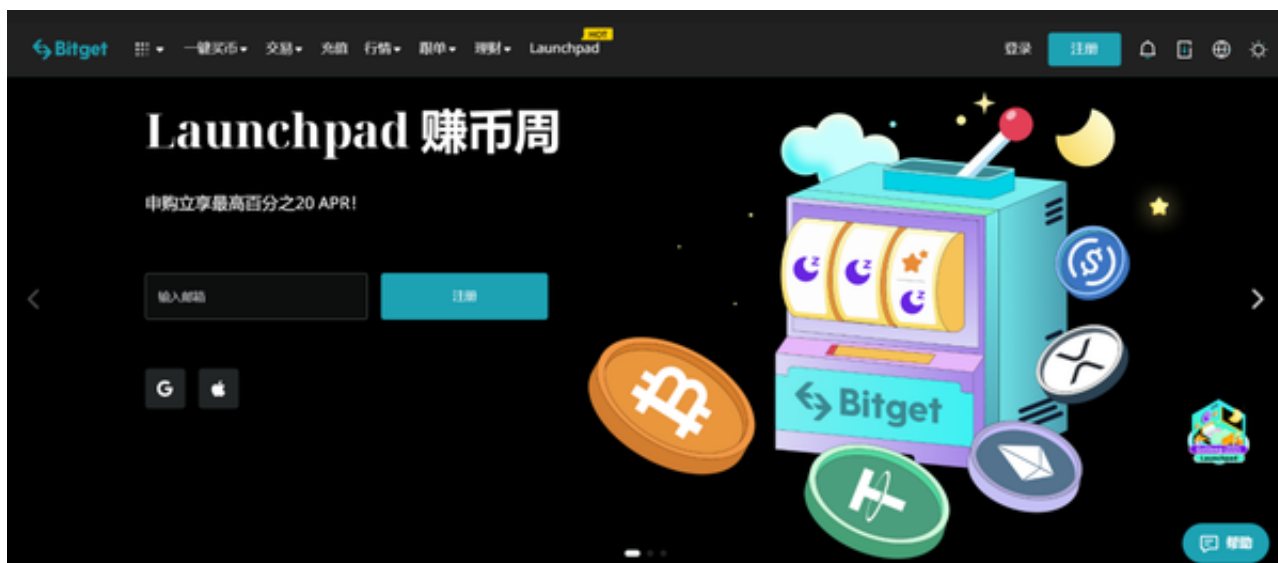 Bitget
一键买币 交易 充值 行情 跟单 理财 Launchpad HOT
登录 注册
Launchpad 赚币周
申购立享最高百分之20 APR!
输入邮箱 注册
G
Bitget
Launchpad
帮助